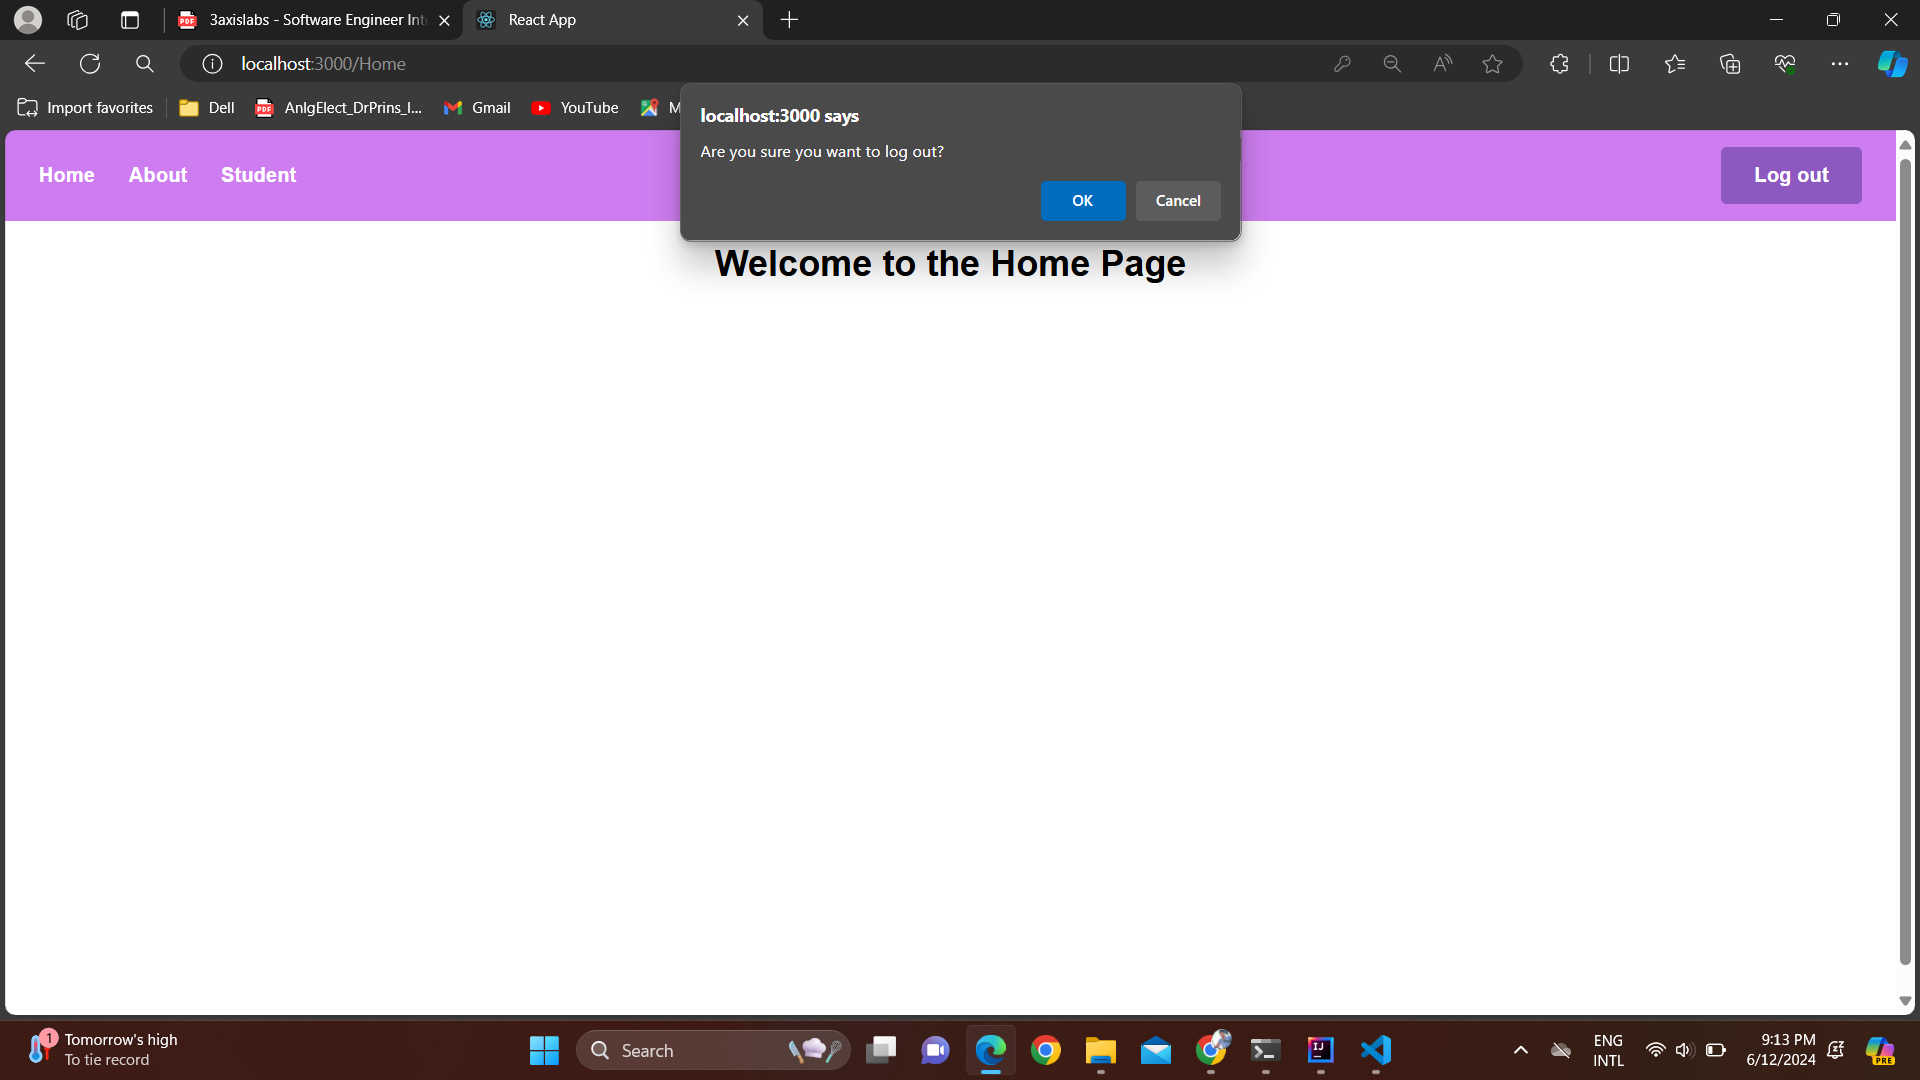 3axislabs - Software Engineer Int
React App
localhost:3000/Home
Import favorites
Dell
AnlgElect_DrPrins_I...
Gmail
YouTube
M
localhost:3000 says
Are you sure you want to log out?
OK
Cancel
Home
About
Student
Log out
Welcome to the Home Page
1
Tomorrow's high
To tie record
Search
ENG
INTL
9:13 PM
6/12/2024
PRE